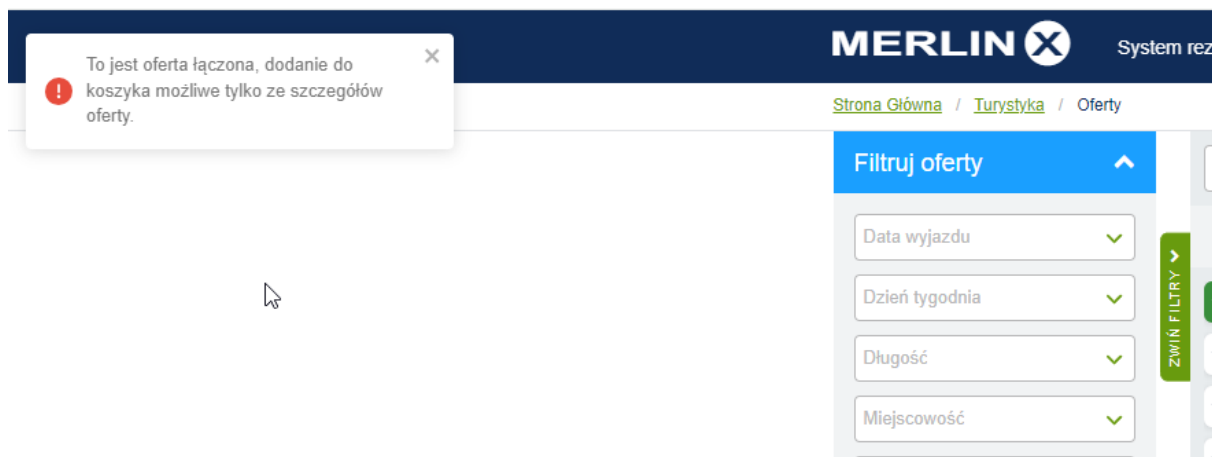 To jest oferta łączona, dodanie do
koszyka możliwe tylko ze szczegółów
oferty.
MERLIN X
System rez
Strona Główna / Turystyka / Oferty
Filtruj oferty
Data wyjazdu
Dzień tygodnia
Długość
Miejscowość
ZWIŃ FILTRY